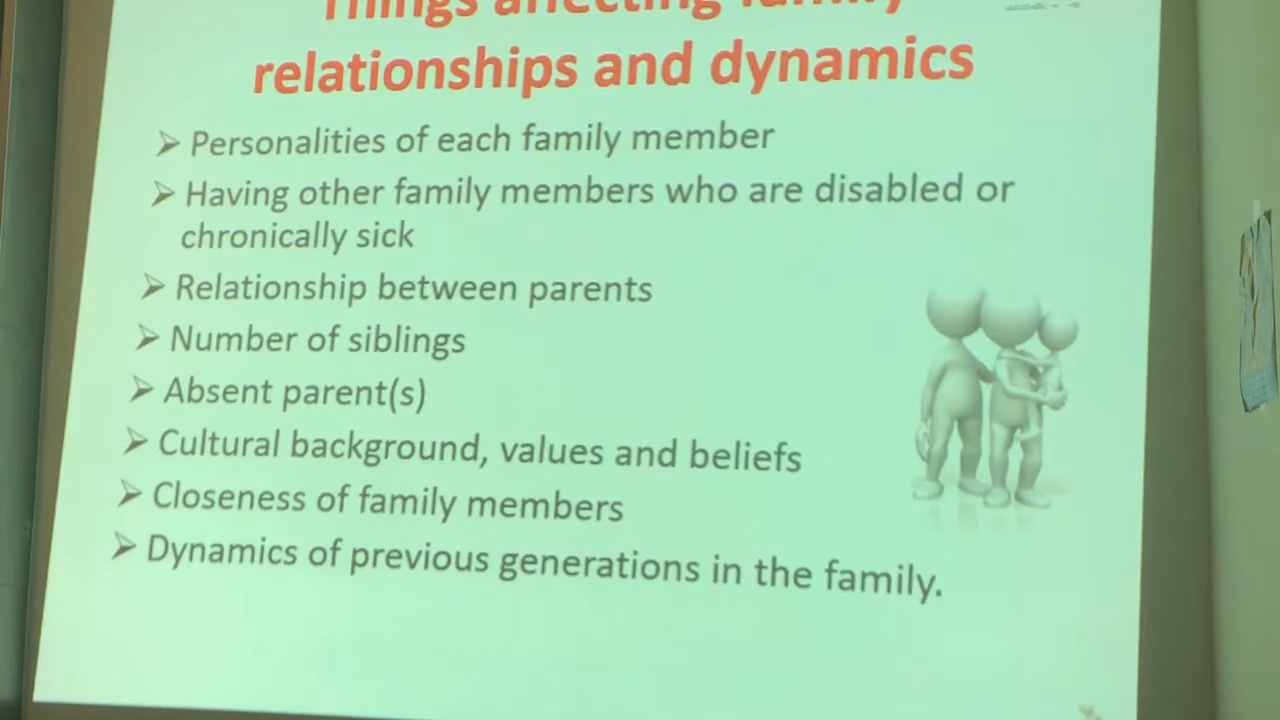 Things affecting family
relationships and dynamics
➢ Personalities of each family member
➢ Having other family members who are disabled or
chronically sick
➢ Relationship between parents
➢ Number of siblings
➢ Absent parent(s)
➢ Cultural background, values and beliefs
➢ Closeness of family members
➢ Dynamics of previous generations in the family.